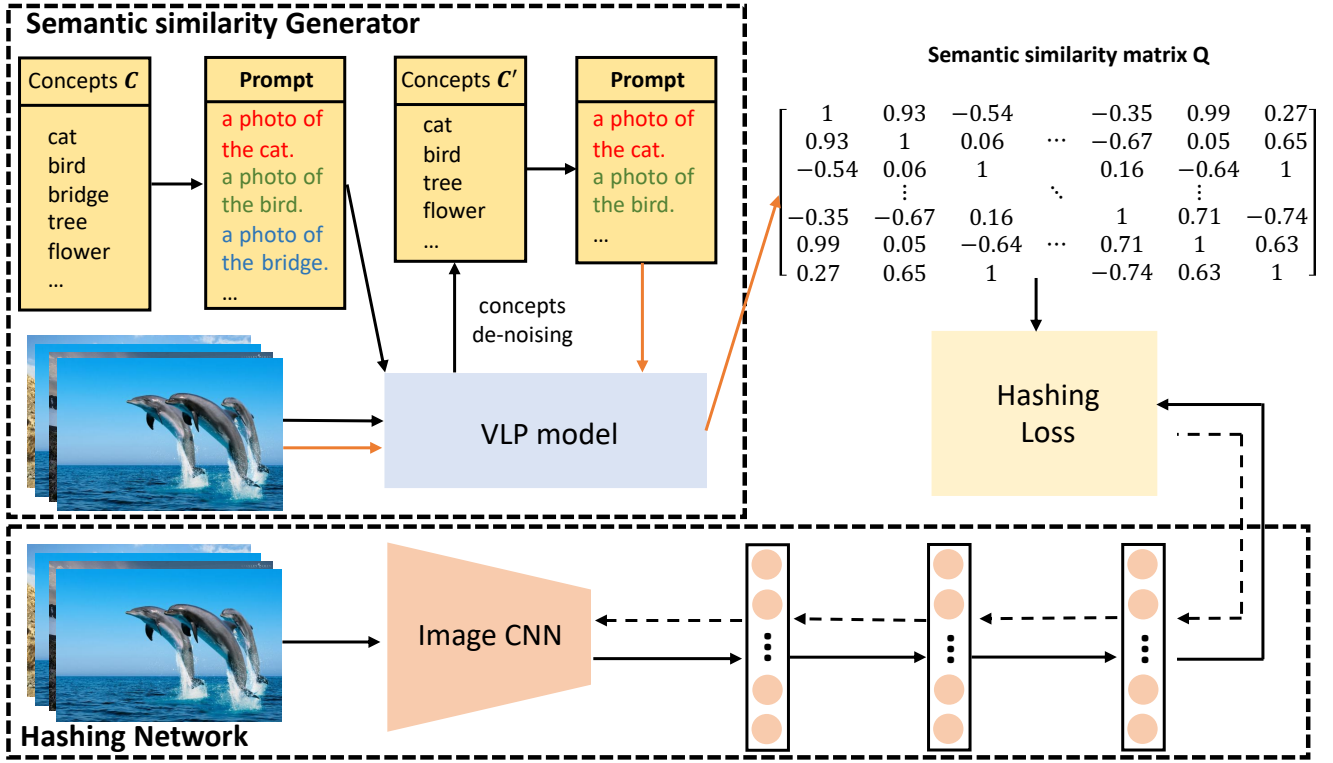 Semantic similarity Generator
Concepts C
cat
bird
bridge
tree
flower
...
Prompt
a photo of
the cat.
a photo of
the bird.
a photo of
the bridge.
...
Concepts C′
cat
bird
tree
flower
...
Prompt
a photo of
the cat.
a photo of
the bird.
...
concepts
de-noising
VLP model
Semantic similarity matrix Q
1 0.93 −0.54 −0.35 0.99 0.27
0.93 1 0.06 ⋯ −0.67 0.05 0.65
−0.54 0.06 1 0.16 −0.64 1
⋮ ⋱ ⋮
−0.35 −0.67 0.16 1 0.71 −0.74
0.99 0.05 −0.64 ⋯ 0.71 1 0.63
0.27 0.65 1 −0.74 0.63 1
Hashing
Loss
Image CNN
Hashing Network